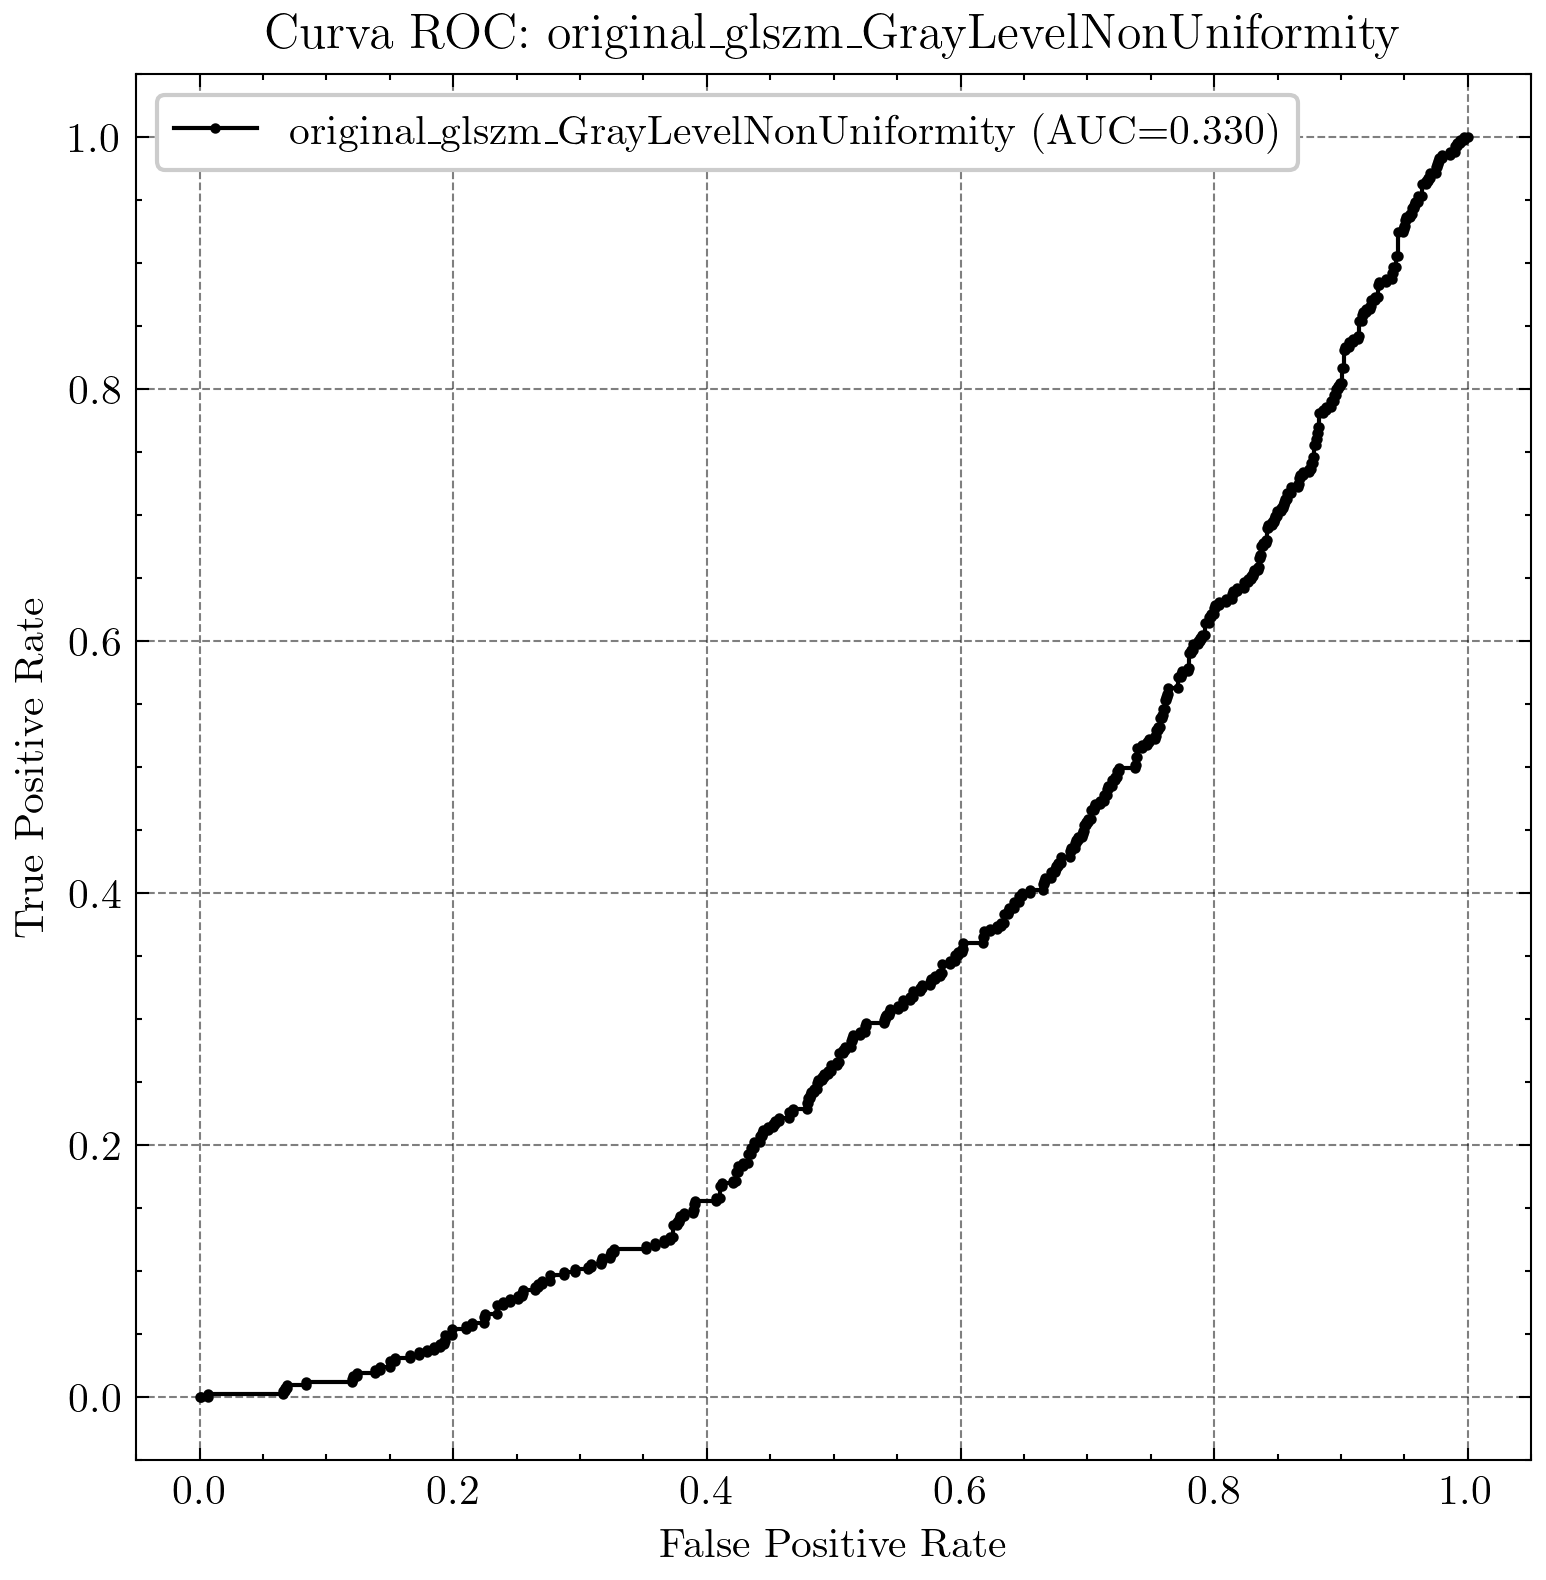 Curva ROC: original_glszm_GrayLevelNonUniformity
original_glszm_GrayLevelNonUniformity (AUC=0.330)
1.0
0.8
0.6
0.4
0.2
0.0
True Positive Rate
0.0 0.2 0.4 0.6 0.8 1.0
False Positive Rate